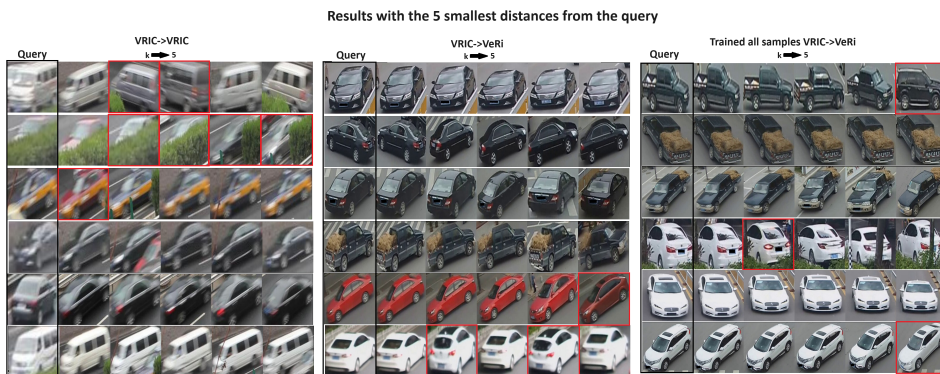 Results with the 5 smallest distances from the query
VRIC->VRIC
Query
k 5
VRIC->VeRi
Query
k 5
Trained all samples VRIC->VeRi
Query
k 5